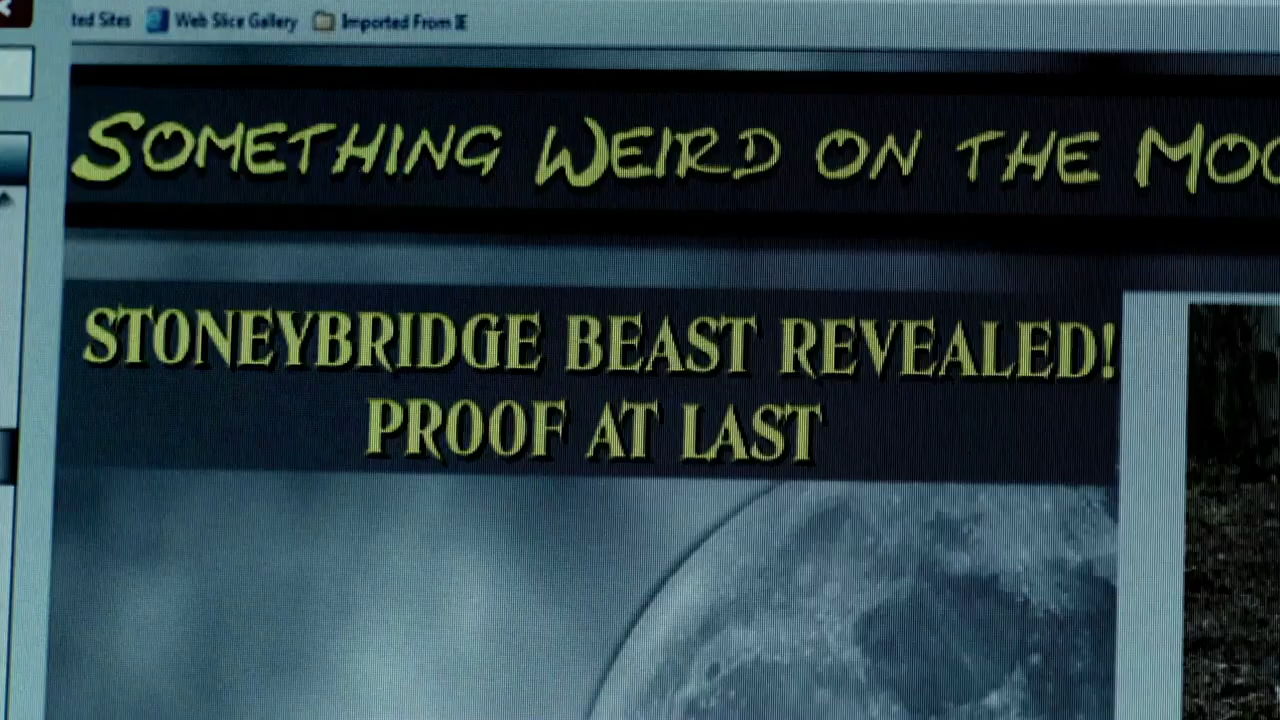 ted Sites Web Slice Gallery Imported From IE
SOMETHING WEIRD ON THE MOO
STONEYBRIDGE BEAST REVEALED!
PROOF AT LAST